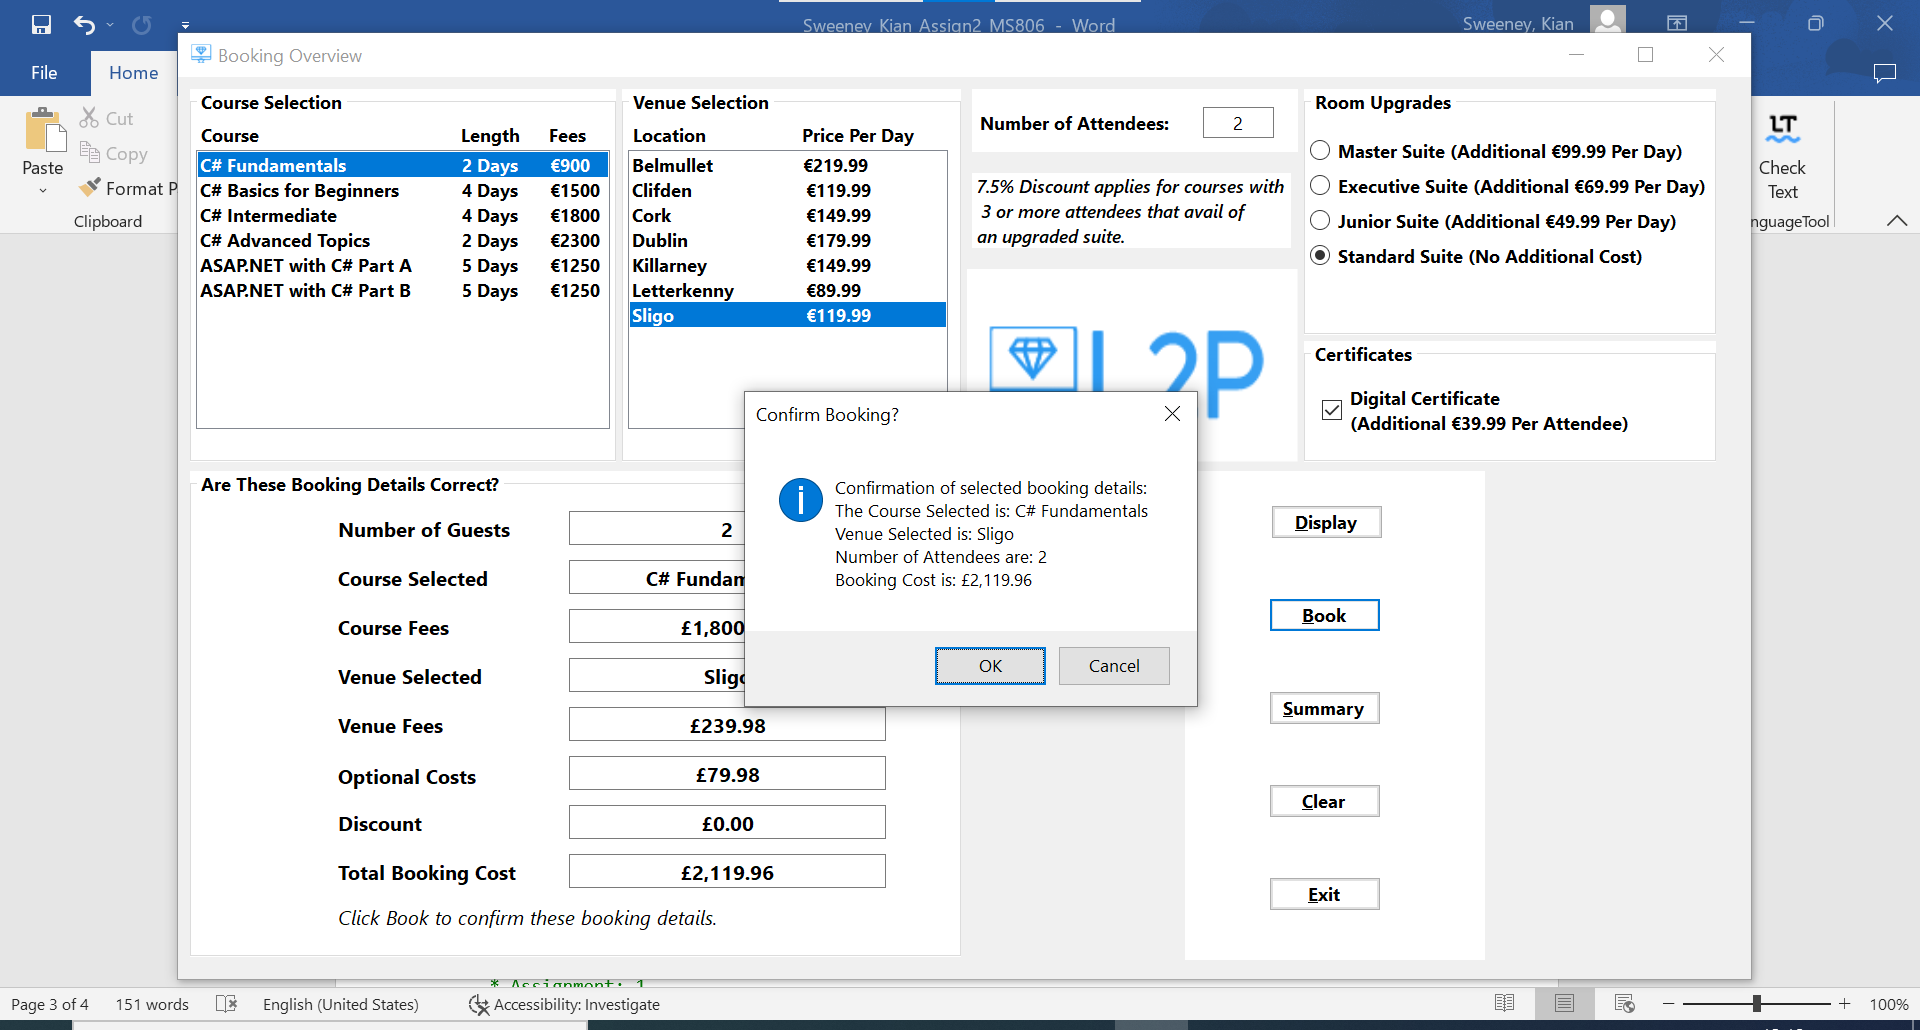 Sweeney_Kian_Assign2_MS806 - Word
Sweeney, Kian
File
Home
Cut
Copy
Paste
Format P
Clipboard
Check
Text
nguageTool
Booking Overview
Course Selection
Course Length Fees
C# Fundamentals 2 Days €900
C# Basics for Beginners 4 Days €1500
C# Intermediate 4 Days €1800
C# Advanced Topics 2 Days €2300
ASAP.NET with C# Part A 5 Days €1250
ASAP.NET with C# Part B 5 Days €1250
Venue Selection
Location Price Per Day
Belmullet €219.99
Clifden €119.99
Cork €149.99
Dublin €179.99
Killarney €149.99
Letterkenny €89.99
Sligo €119.99
Number of Attendees: 2
7.5% Discount applies for courses with
3 or more attendees that avail of
an upgraded suite.
L2P
Room Upgrades
Master Suite (Additional €99.99 Per Day)
Executive Suite (Additional €69.99 Per Day)
Junior Suite (Additional €49.99 Per Day)
Standard Suite (No Additional Cost)
Certificates
Digital Certificate
(Additional €39.99 Per Attendee)
Confirm Booking?
Confirmation of selected booking details:
The Course Selected is: C# Fundamentals
Venue Selected is: Sligo
Number of Attendees are: 2
Booking Cost is: £2,119.96
OK
Cancel
Are These Booking Details Correct?
Number of Guests 2
Course Selected C# Fundam
Course Fees £1,800
Venue Selected Sligo
Venue Fees £239.98
Optional Costs £79.98
Discount £0.00
Total Booking Cost £2,119.96
Click Book to confirm these booking details.
Display
Book
Summary
Clear
Exit
* Assignment: 1
Page 3 of 4
151 words
English (United States)
Accessibility: Investigate
100%